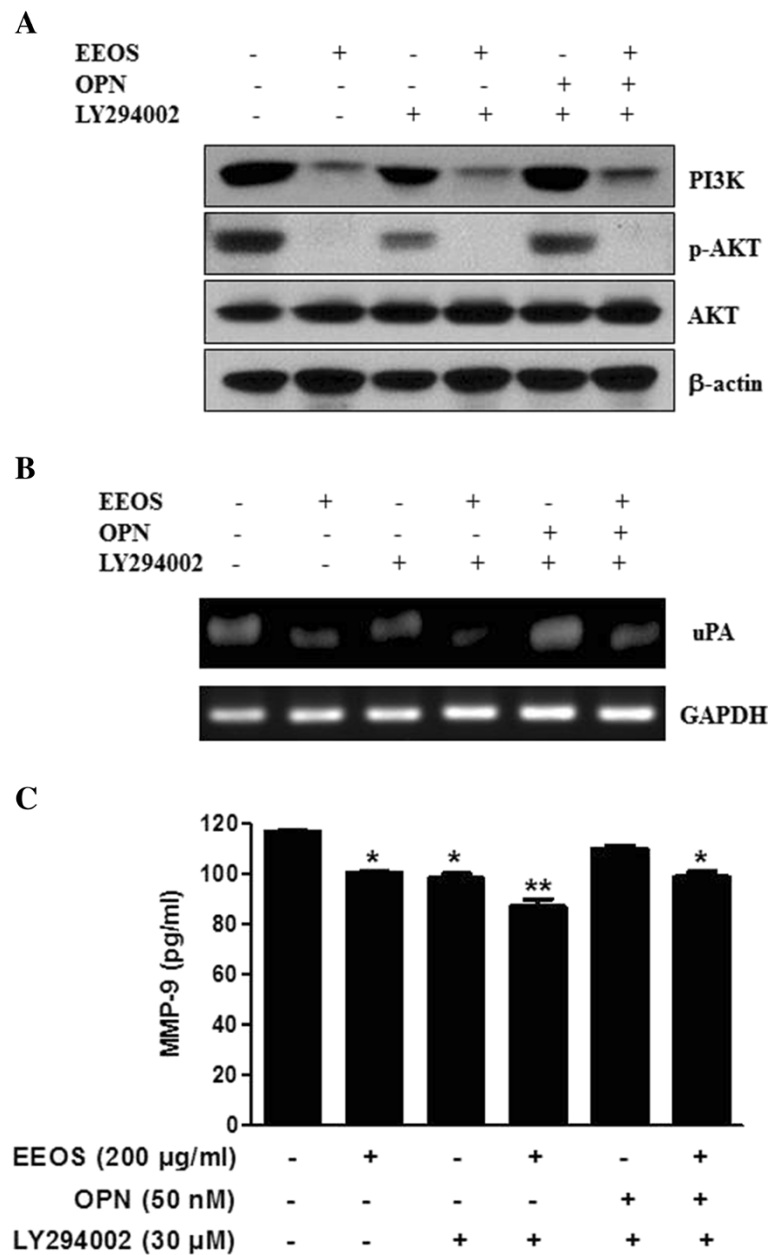 A
EEOS - + - + - +
OPN - - - - + +
LY294002 - - + + + +
PI3K
p-AKT
AKT
β-actin
B
EEOS - + - + - +
OPN - - - - + +
LY294002 - - + + + +
uPA
GAPDH
C
120
100
80
60
40
20
0
MMP-9 (pg/ml)
* * ** *
EEOS (200 μg/ml) - + - + - +
OPN (50 nM) - - - - + +
LY294002 (30 μM) - - + + + +